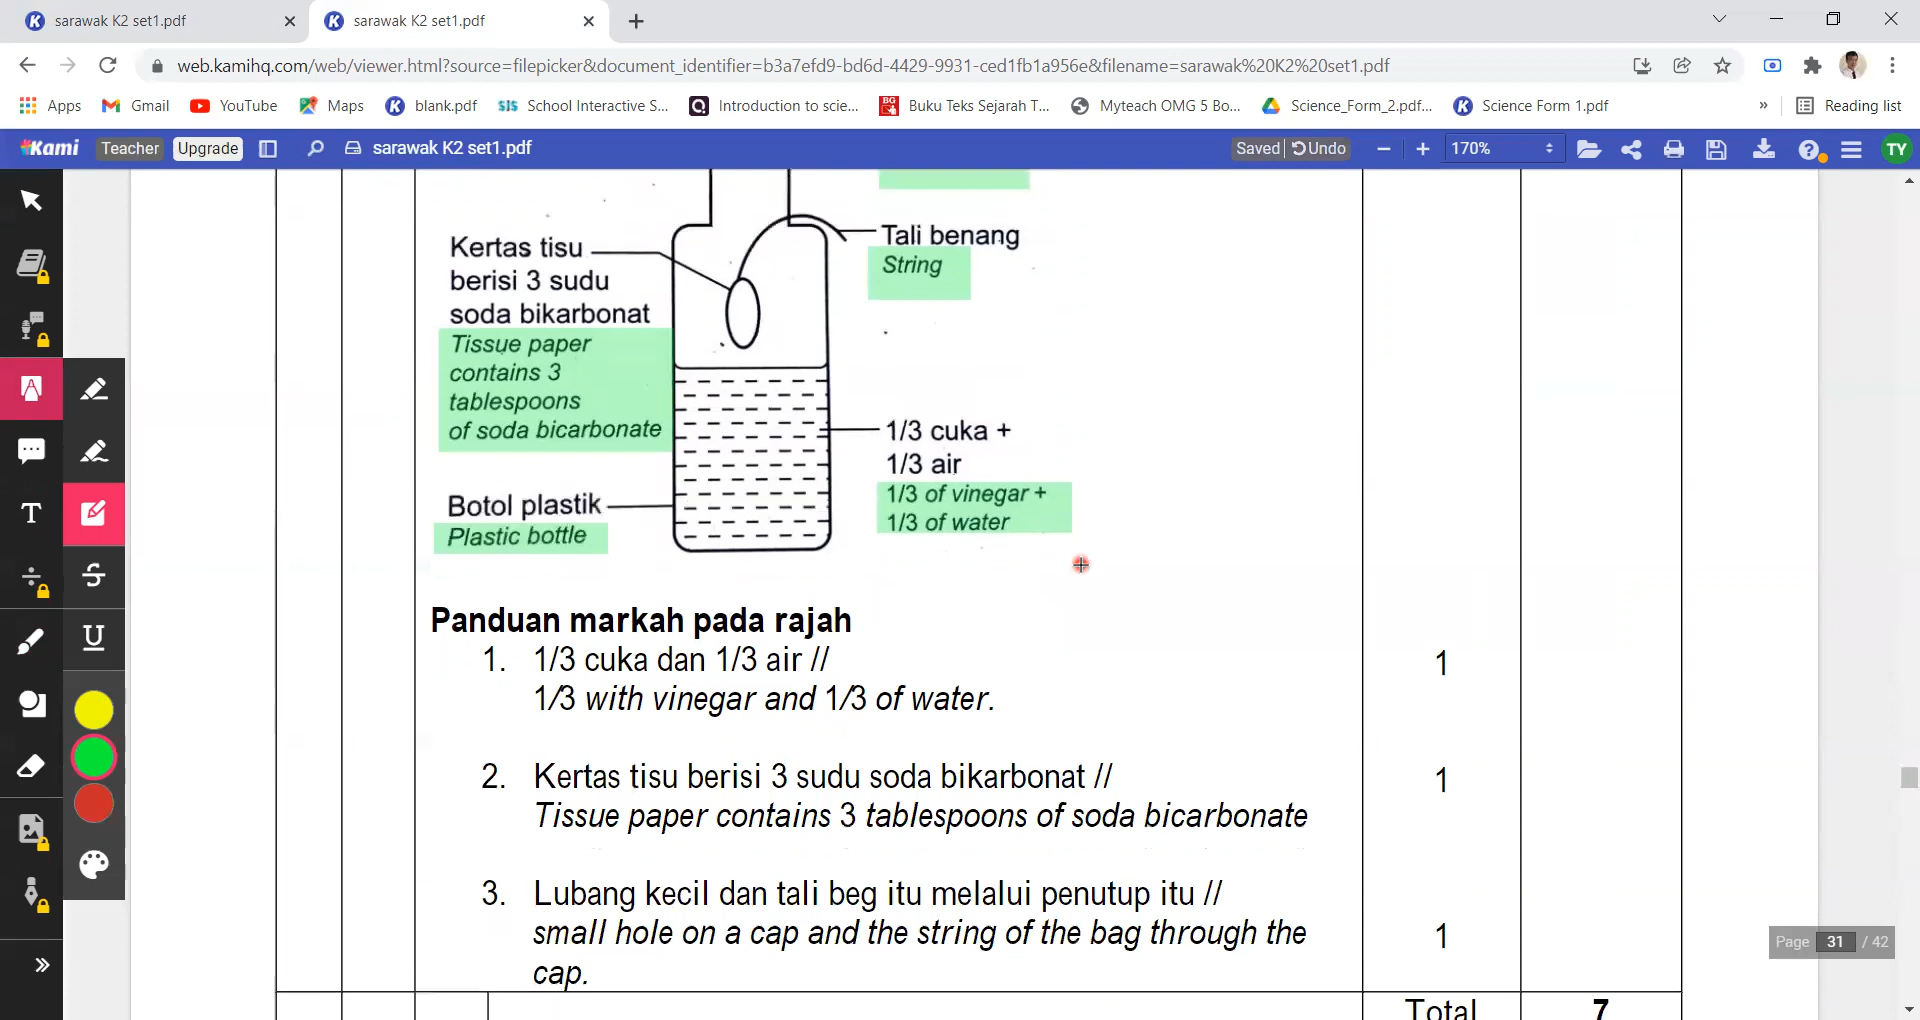 sarawak K2 set1.pdf
sarawak K2 set1.pdf
web.kamihq.com/web/viewer.html?source=filepicker&document_identifier=b3a7efd9-bd6d-4429-9931-ced1fb1a956e&filename=sarawak%20K2%20set1.pdf
Apps Gmail YouTube Maps blank.pdf SIS School Interactive S... Introduction to scie... BG Buku Teks Sejarah T... Myteach OMG 5 Bo... Science_Form_2.pdf... Science Form 1.pdf » Reading list
Kami Teacher Upgrade sarawak K2 set1.pdf Saved Undo 170% TY
Kertas tisu
berisi 3 sudu
soda bikarbonat
Tissue paper
contains 3
tablespoons
of soda bicarbonate
Botol plastik
Plastic bottle
Tali benang
String
1/3 cuka +
1/3 air
1/3 of vinegar +
1/3 of water
Panduan markah pada rajah
1. 1/3 cuka dan 1/3 air //
1/3 with vinegar and 1/3 of water.
1
2. Kertas tisu berisi 3 sudu soda bikarbonat //
Tissue paper contains 3 tablespoons of soda bicarbonate
1
3. Lubang kecil dan tali beg itu melalui penutup itu //
small hole on a cap and the string of the bag through the
cap.
1
Total 7
Page 31 / 42